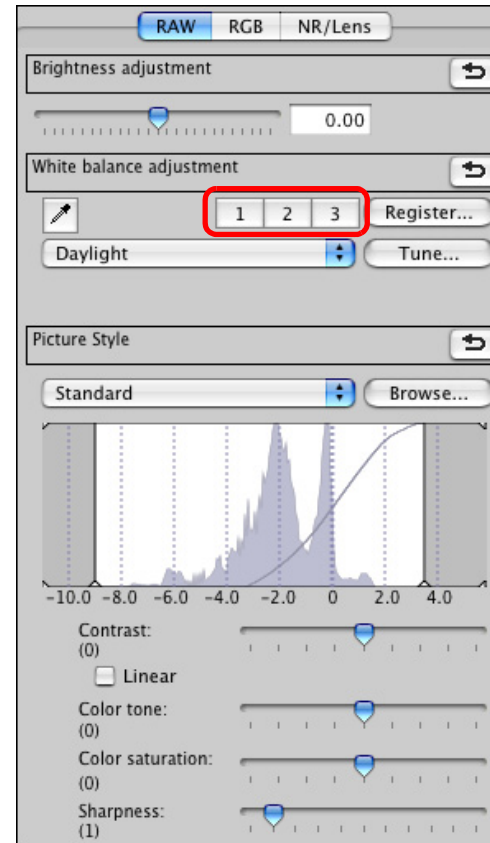 RAW RGB NR/Lens
Brightness adjustment
0.00
White balance adjustment
1 2 3 Register...
Daylight Tune...
Picture Style
Standard Browse...
-10.0 -8.0 -6.0 -4.0 -2.0 0 2.0 4.0
Contrast:
(0)
Linear
Color tone:
(0)
Color saturation:
(0)
Sharpness:
(1)